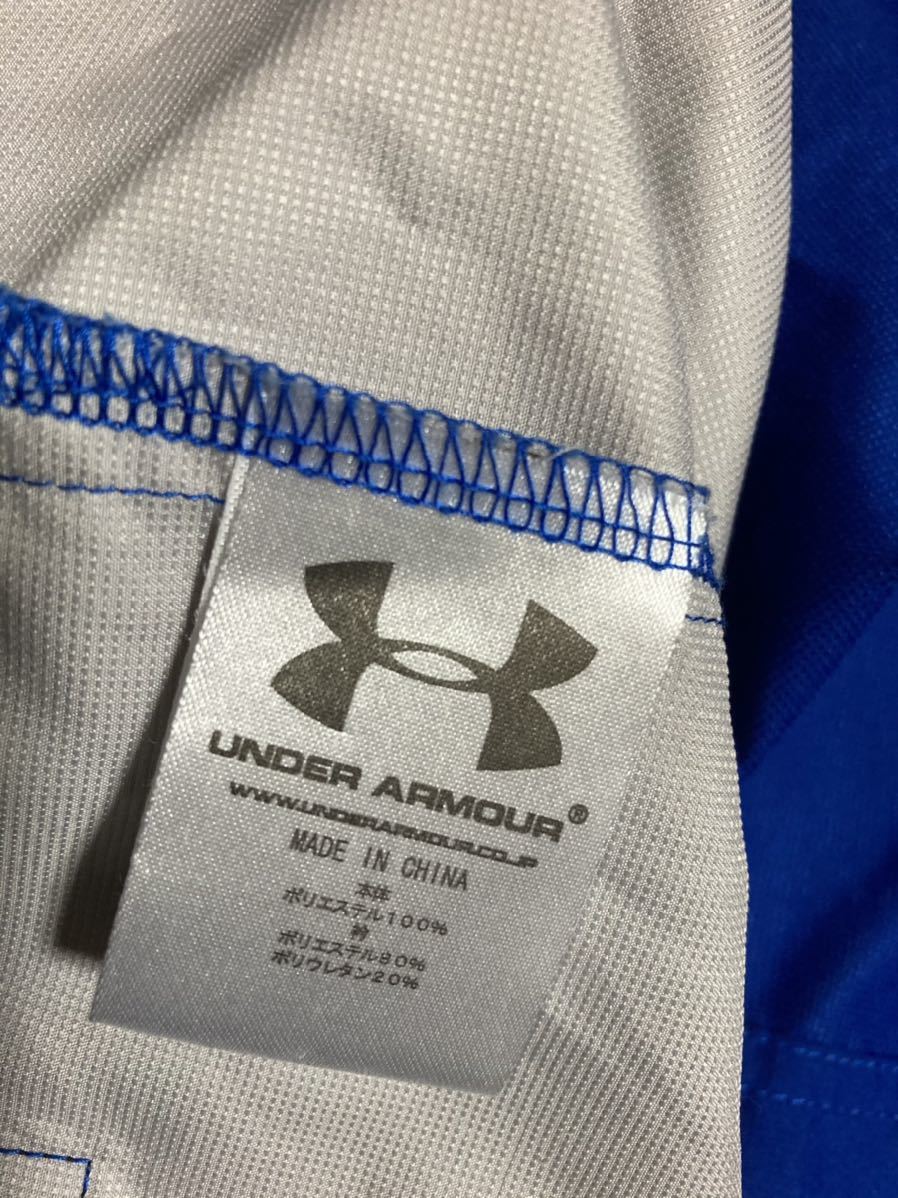 UNDER ARMOUR®
WWW.UNDERARMOUR.CO.JP
MADE IN CHINA
本体
ポリエステル100%
衿
ポリエステル80%
ポリウレタン20%